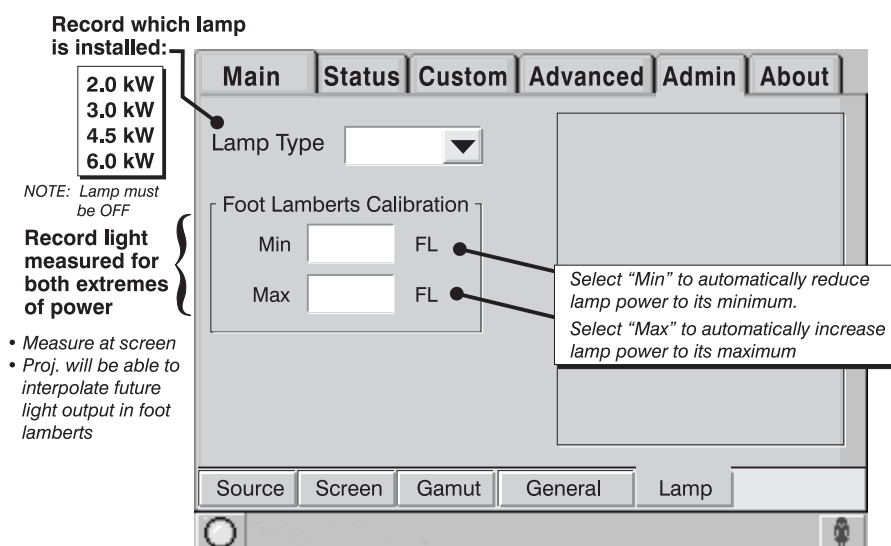 Record which lamp
is installed:
2.0 kW
3.0 kW
4.5 kW
6.0 kW
NOTE: Lamp must
be OFF
Record light
measured for
both extremes
of power
• Measure at screen
• Proj. will be able to
interpolate future
light output in foot
lamberts
Main Status Custom Advanced Admin About
Lamp Type
Foot Lamberts Calibration
Min FL
Max FL
Select “Min” to automatically reduce
lamp power to its minimum.
Select “Max” to automatically increase
lamp power to its maximum
Source Screen Gamut General Lamp